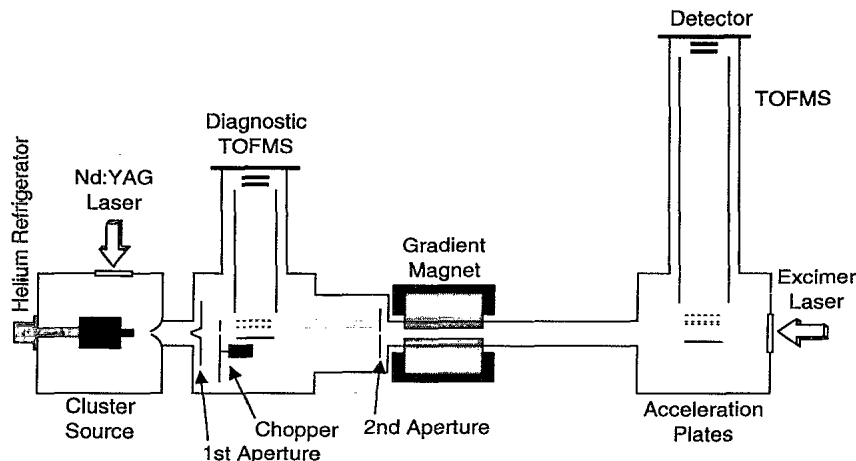 Detector
TOFMS
Diagnostic
TOFMS
Nd:YAG
Laser
Helium Refrigerator
Gradient
Magnet
Excimer
Laser
Cluster
Source
1st Aperture
Chopper
2nd Aperture
Acceleration
Plates